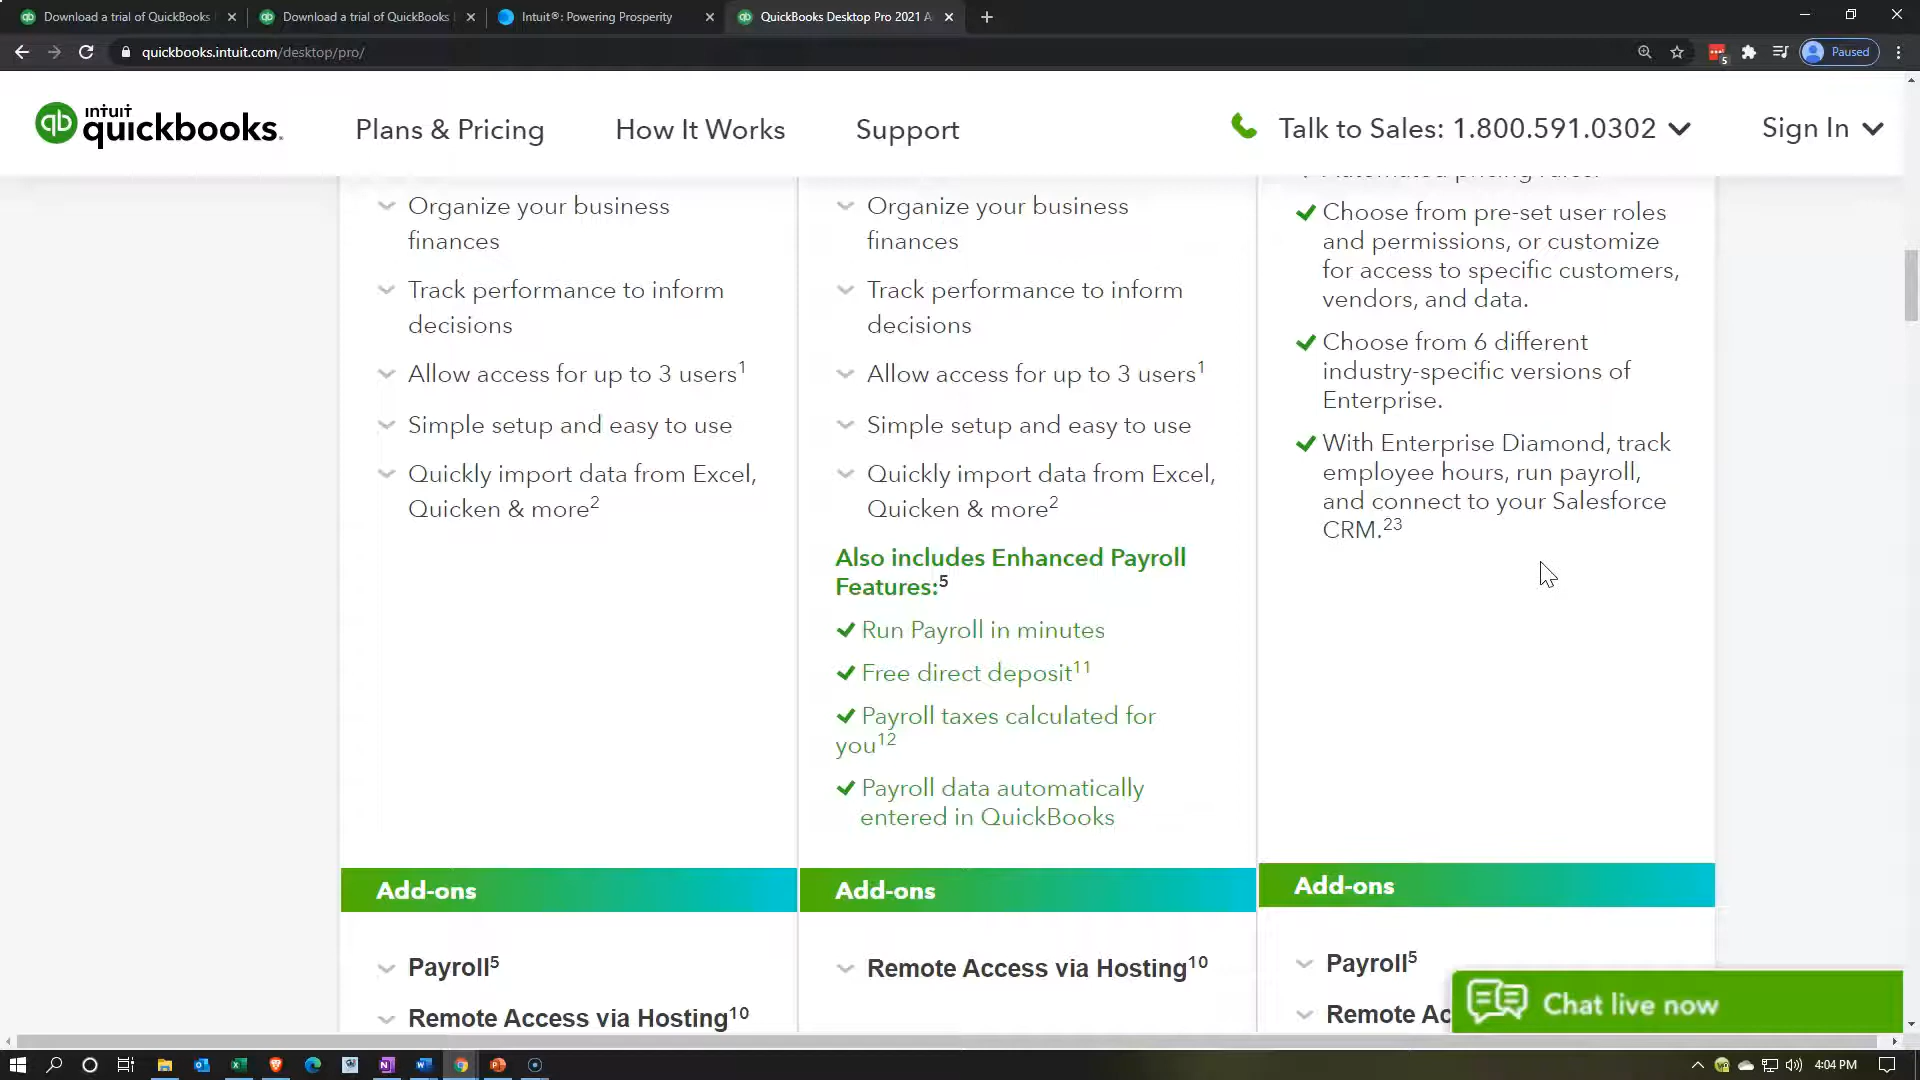 Download a trial of QuickBooks
Download a trial of QuickBooks
Intuit®: Powering Prosperity
QuickBooks Desktop Pro 2021 A
quickbooks.intuit.com/desktop/pro/
5
Paused
intuit
quickbooks.
Plans & Pricing
How It Works
Support
Talk to Sales: 1.800.591.0302
Sign In
Organize your business
finances
Track performance to inform
decisions
Allow access for up to 3 users1
Simple setup and easy to use
Quickly import data from Excel,
Quicken & more2
Add-ons
Payroll5
Remote Access via Hosting10
Organize your business
finances
Track performance to inform
decisions
Allow access for up to 3 users1
Simple setup and easy to use
Quickly import data from Excel,
Quicken & more2
Also includes Enhanced Payroll
Features:5
Run Payroll in minutes
Free direct deposit11
Payroll taxes calculated for
you12
Payroll data automatically
entered in QuickBooks
Add-ons
Remote Access via Hosting10
Automated pricing rules.
Choose from pre-set user roles
and permissions, or customize
for access to specific customers,
vendors, and data.
Choose from 6 different
industry-specific versions of
Enterprise.
With Enterprise Diamond, track
employee hours, run payroll,
and connect to your Salesforce
CRM.23
Add-ons
Payroll5
Remote Ac
Chat live now
4:04 PM